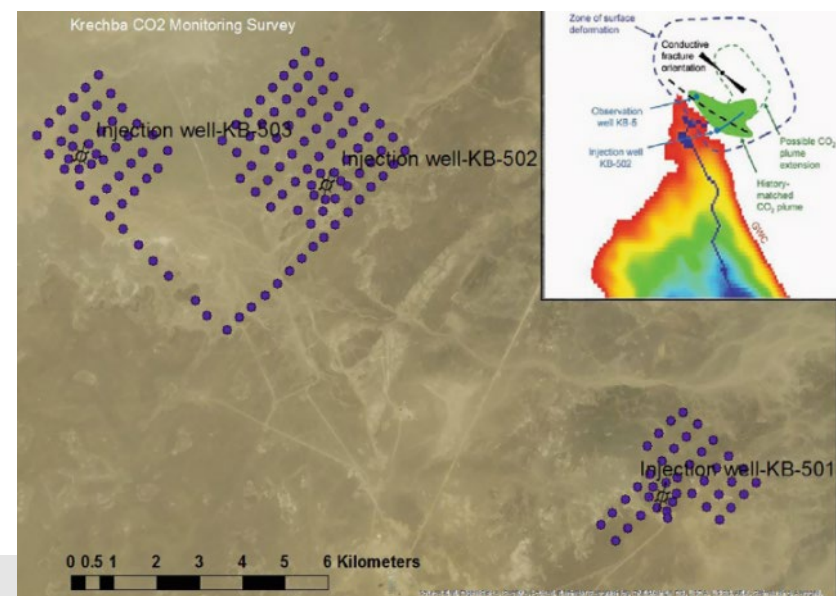 Krechba CO2 Monitoring Survey
Injection well-KB-503
Injection well-KB-502
Injection well-KB-501
0 0.5 1 2 3 4 5 6 Kilometers
Zone of surface
deformation
Conductive
fracture
orientation
Observation
well KB-5
Injection well
KB-502
Possible CO₂
plume
extension
History-
matched
CO₂ plume
GWC